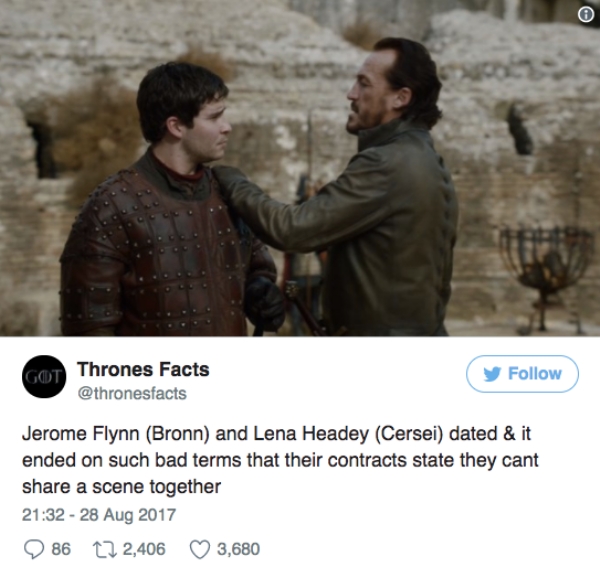 GOT
Thrones Facts
@thronesfacts
Follow
Jerome Flynn (Bronn) and Lena Headey (Cersei) dated & it
ended on such bad terms that their contracts state they cant
share a scene together
21:32 - 28 Aug 2017
86 2,406 3,680